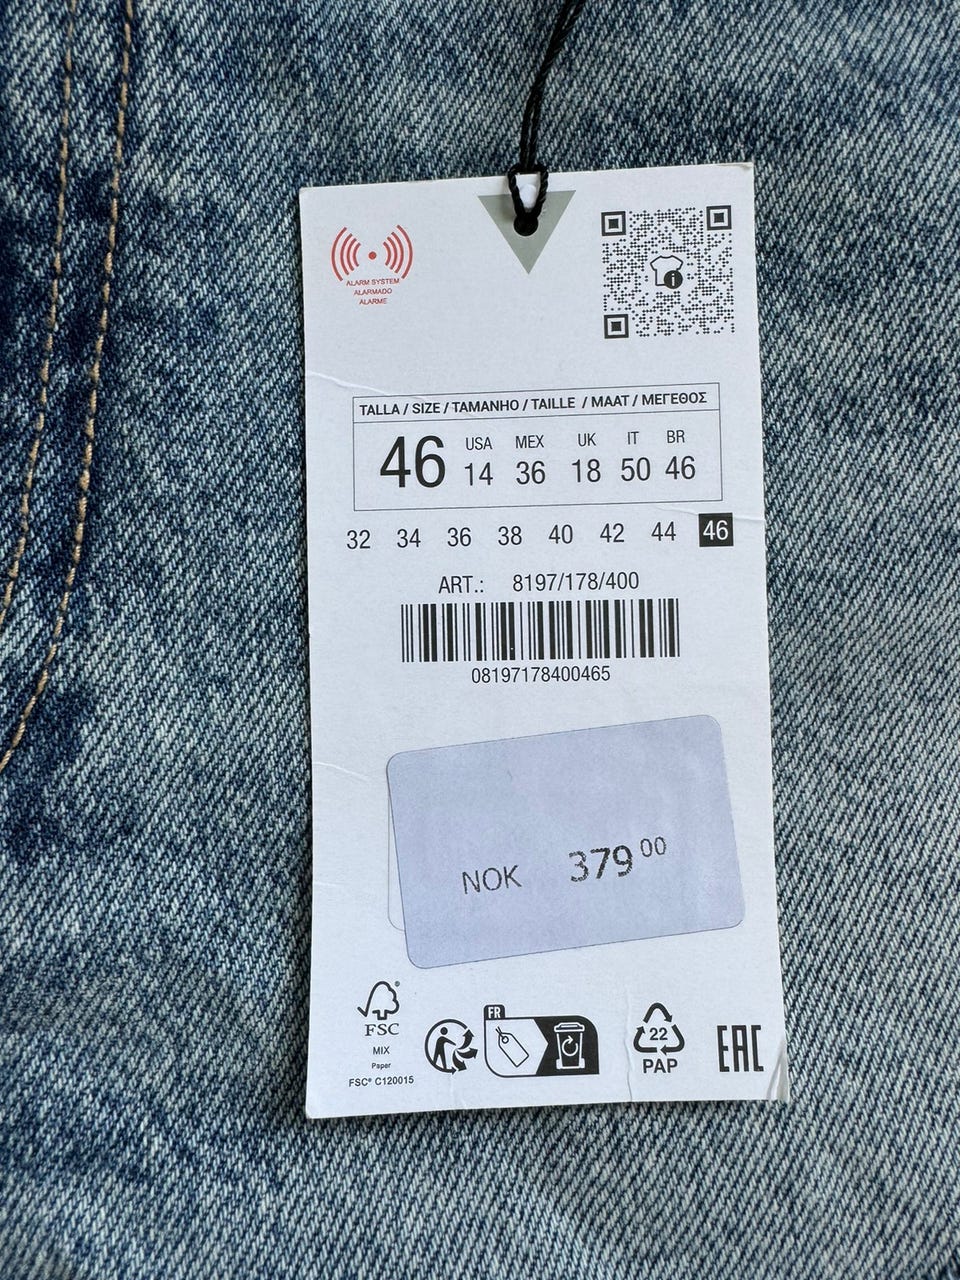 ALARM SYSTEM
ALARMADO
ALARME
i
TALLA / SIZE / TAMANHO / TAILLE / MAAT / ΜΕΓΕΘΟΣ
46 USA 14 MEX 36 UK 18 IT 50 BR 46
32 34 36 38 40 42 44 46
ART.: 8197/178/400
08197178400465
NOK 379 00
FSC
MIX
Paper
FSC® C120015
FR
22
PAP
EAC